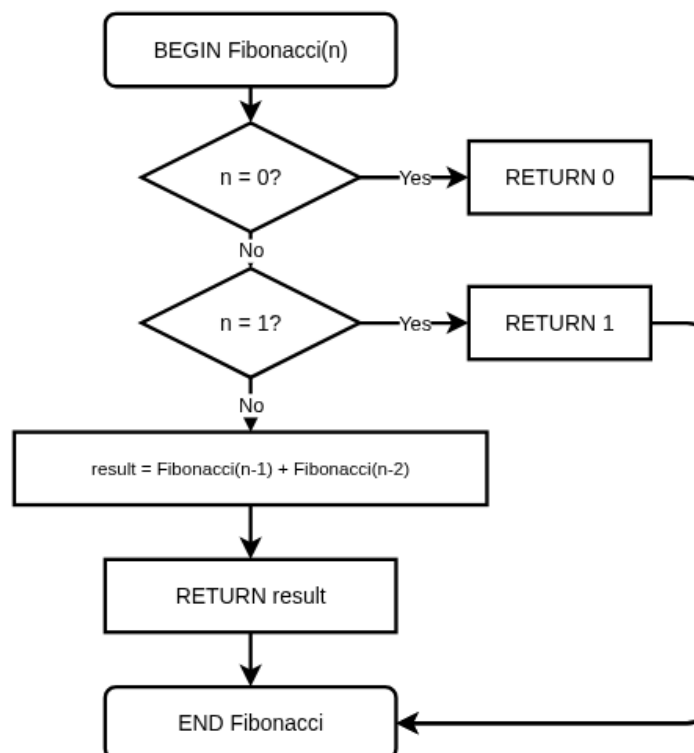 BEGIN Fibonacci(n)
n = 0?
Yes
RETURN 0
No
n = 1?
Yes
RETURN 1
No
result = Fibonacci(n-1) + Fibonacci(n-2)
RETURN result
END Fibonacci